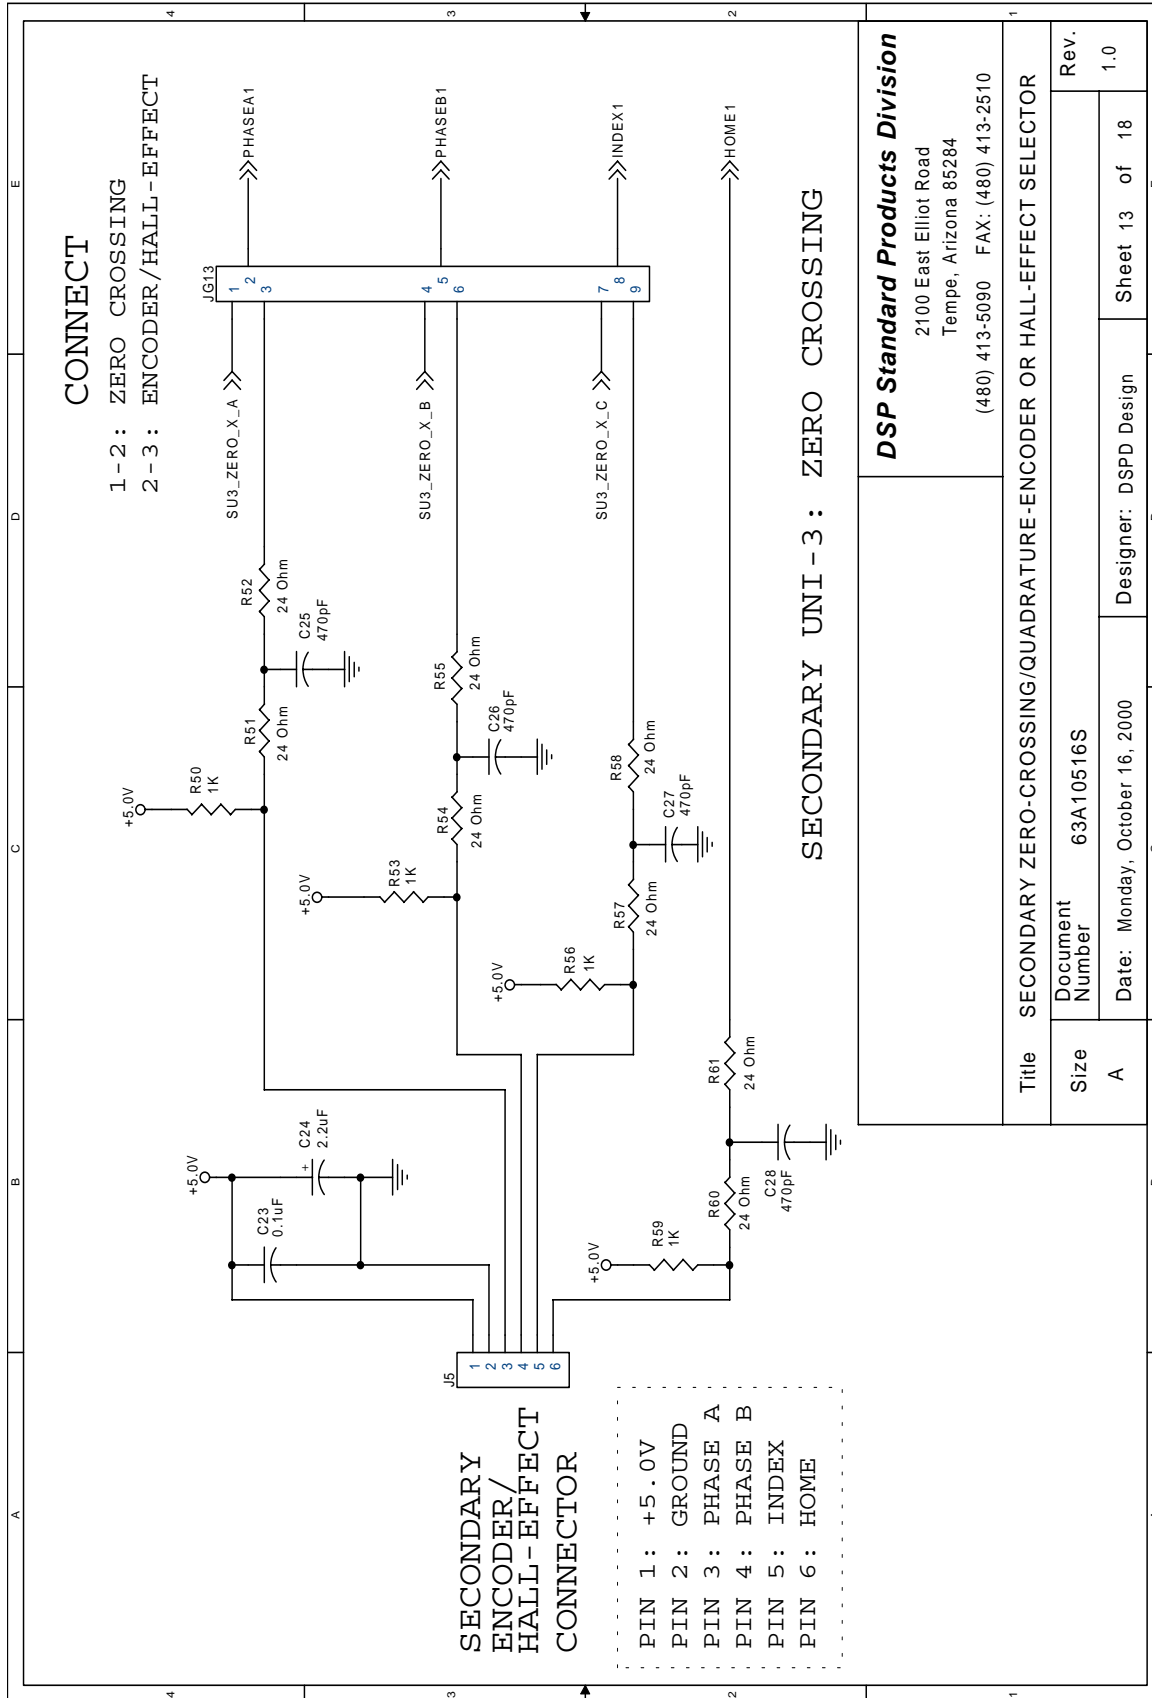 CONNECT
1-2: ZERO CROSSING
2-3: ENCODER/HALL-EFFECT
JG13
1
2
3
4
5
6
7
8
9
SU3_ZERO_X_A
SU3_ZERO_X_B
SU3_ZERO_X_C
PHASEA1
PHASEB1
INDEX1
HOME1
+5.0V
R50
1K
R51
24 Ohm
R52
24 Ohm
C25
470pF
+5.0V
R53
1K
R54
24 Ohm
R55
24 Ohm
C26
470pF
+5.0V
R56
1K
R57
24 Ohm
R58
24 Ohm
C27
470pF
+5.0V
R59
1K
R60
24 Ohm
R61
24 Ohm
C28
470pF
+5.0V
C23
0.1uF
+
C24
2.2uF
J5
1
2
3
4
5
6
SECONDARY
ENCODER/
HALL-EFFECT
CONNECTOR
PIN 1: +5.0V
PIN 2: GROUND
PIN 3: PHASE A
PIN 4: PHASE B
PIN 5: INDEX
PIN 6: HOME
SECONDARY UNI-3: ZERO CROSSING
DSP Standard Products Division
2100 East Elliot Road
Tempe, Arizona 85284
(480) 413-5090 FAX: (480) 413-2510
Title SECONDARY ZERO-CROSSING/QUADRATURE-ENCODER OR HALL-EFFECT SELECTOR
Size
A
Document
Number
63A10516S
Rev.
1.0
Date: Monday, October 16, 2000
Designer: DSPD Design
Sheet 13 of 18
A
B
C
D
E
4
3
2
1
4
3
2
1